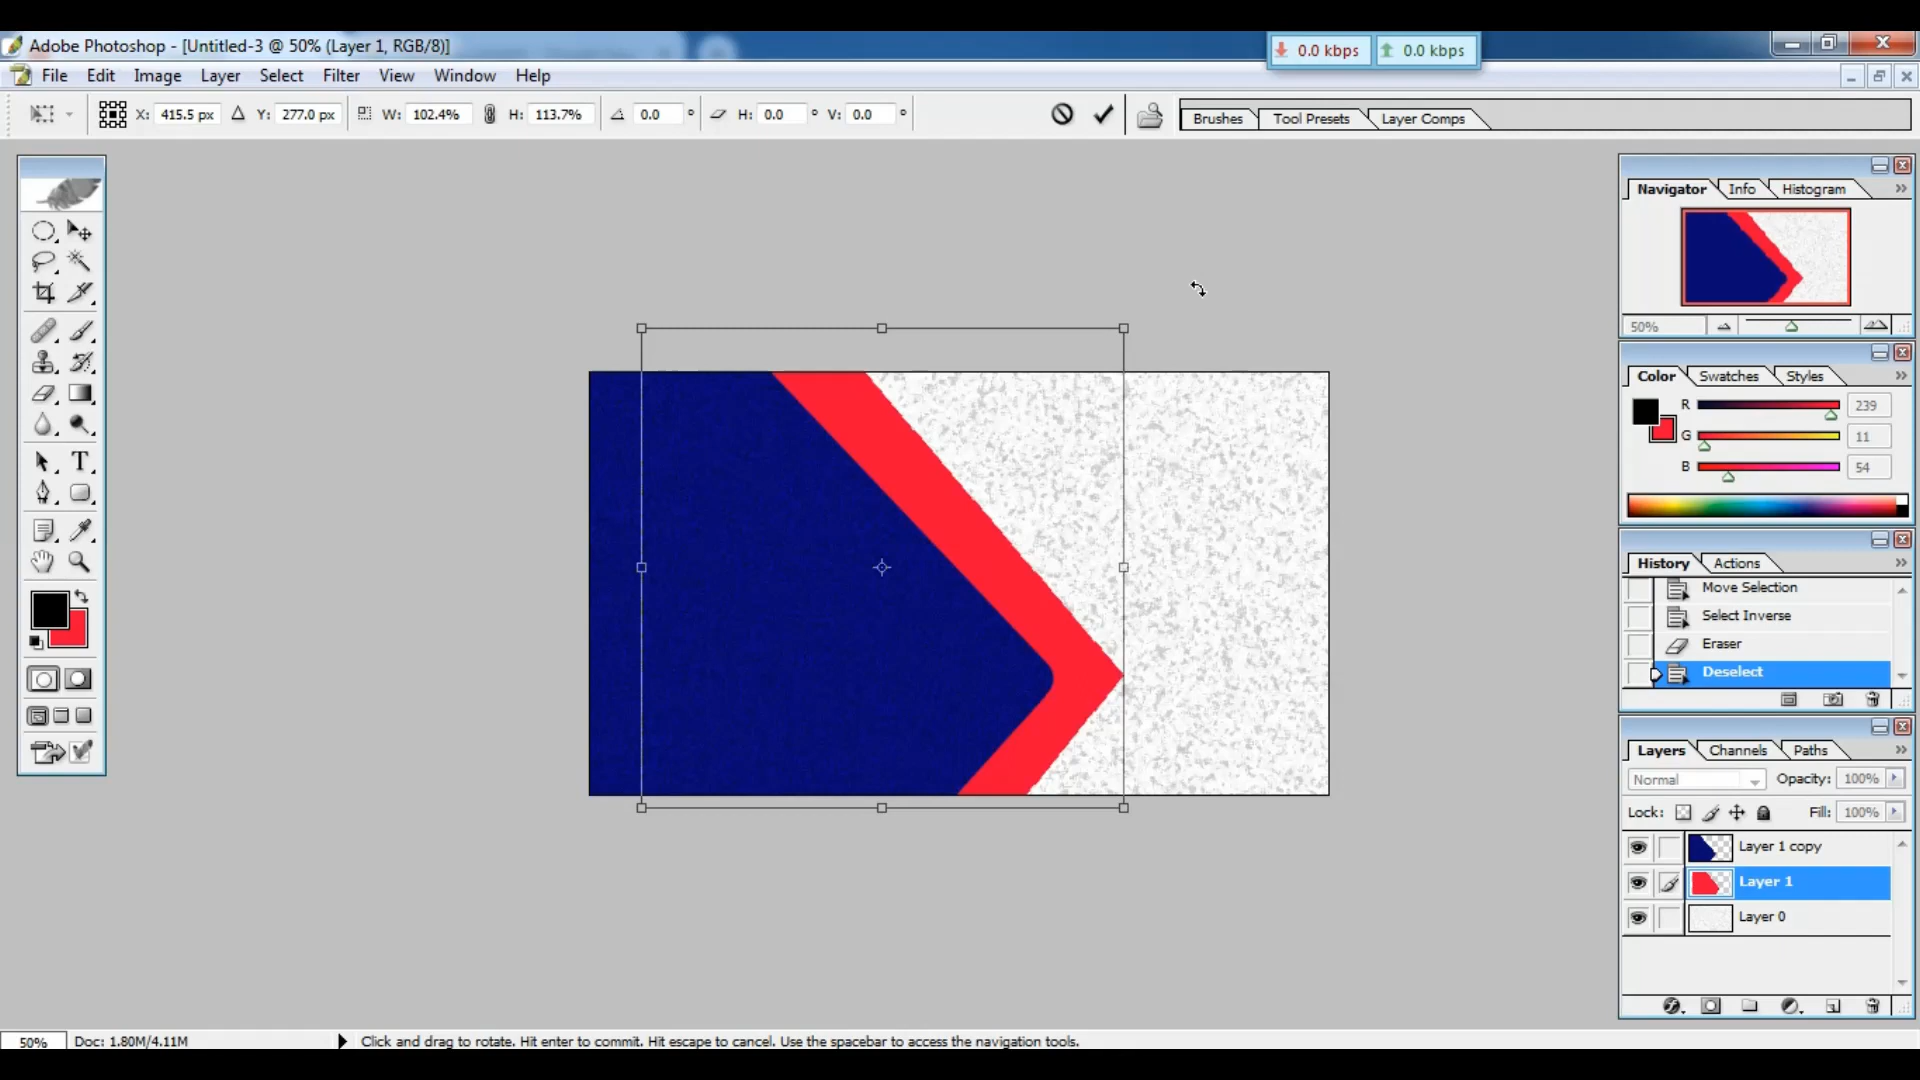 Adobe Photoshop - [Untitled-3 @ 50% (Layer 1, RGB/8)]
0.0 kbps 0.0 kbps
File Edit Image Layer Select Filter View Window Help
X: 415.5 px Y: 277.0 px W: 102.4% H: 113.7% 0.0 ° H: 0.0 ° V: 0.0 °
Brushes Tool Presets Layer Comps
Navigator Info Histogram
50%
Color Swatches Styles
R 239
G 11
B 54
History Actions
Move Selection
Select Inverse
Eraser
Deselect
Layers Channels Paths
Normal Opacity: 100%
Lock: Fill: 100%
Layer 1 copy
Layer 1
Layer 0
T
50% Doc: 1.80M/4.11M Click and drag to rotate. Hit enter to commit. Hit escape to cancel. Use the spacebar to access the navigation tools.